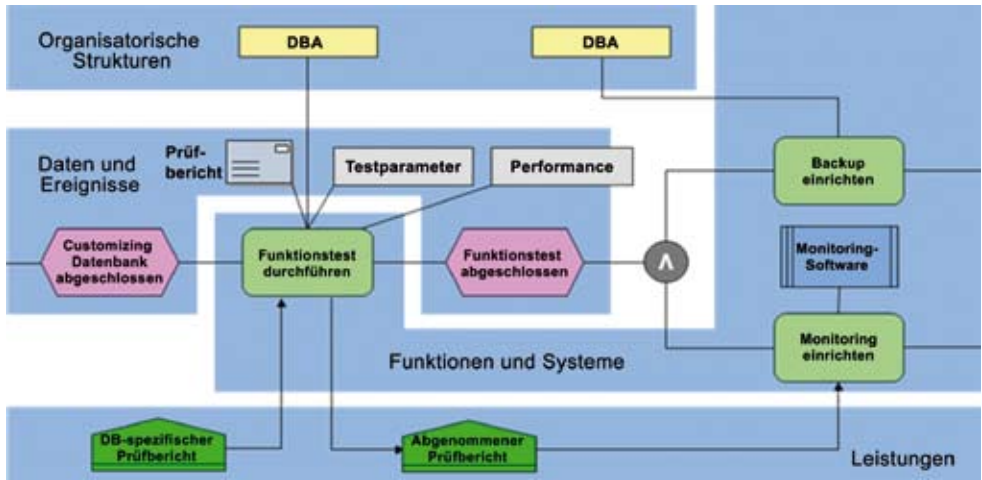 Organisatorische
Strukturen
DBA
DBA
Daten und
Ereignisse
Prüf-
bericht
Testparameter
Performance
Backup
einrichten
Customizing
Datenbank
abgeschlossen
Funktionstest
durchführen
Funktionstest
abgeschlossen
Λ
Monitoring-
Software
Monitoring
einrichten
Funktionen und Systeme
DB-spezifischer
Prüfbericht
Abgenommener
Prüfbericht
Leistungen